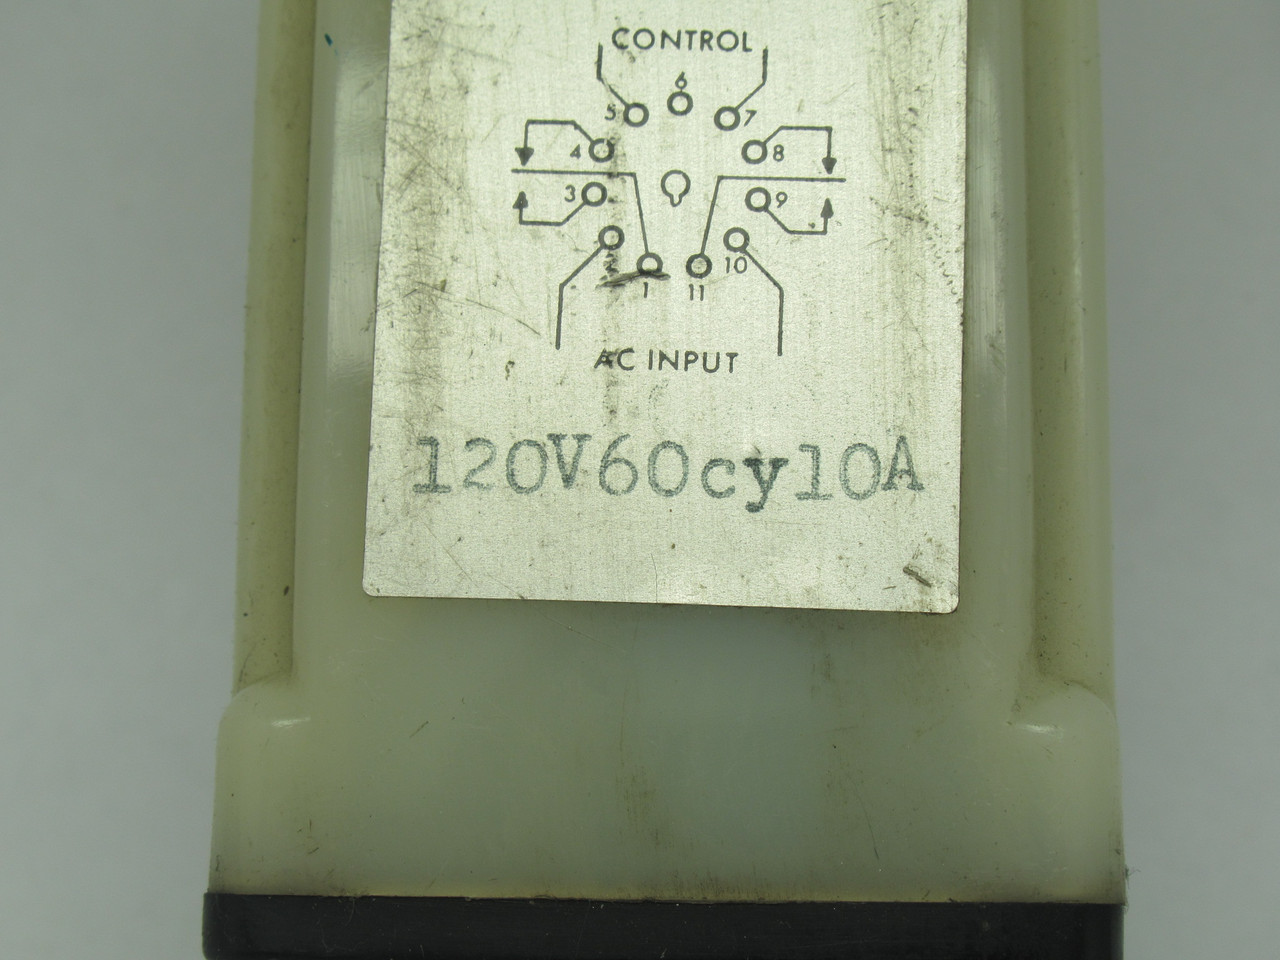 CONTROL
6
5 7
4 8
3 9
2 10
1 11
AC INPUT
120V60cy10A